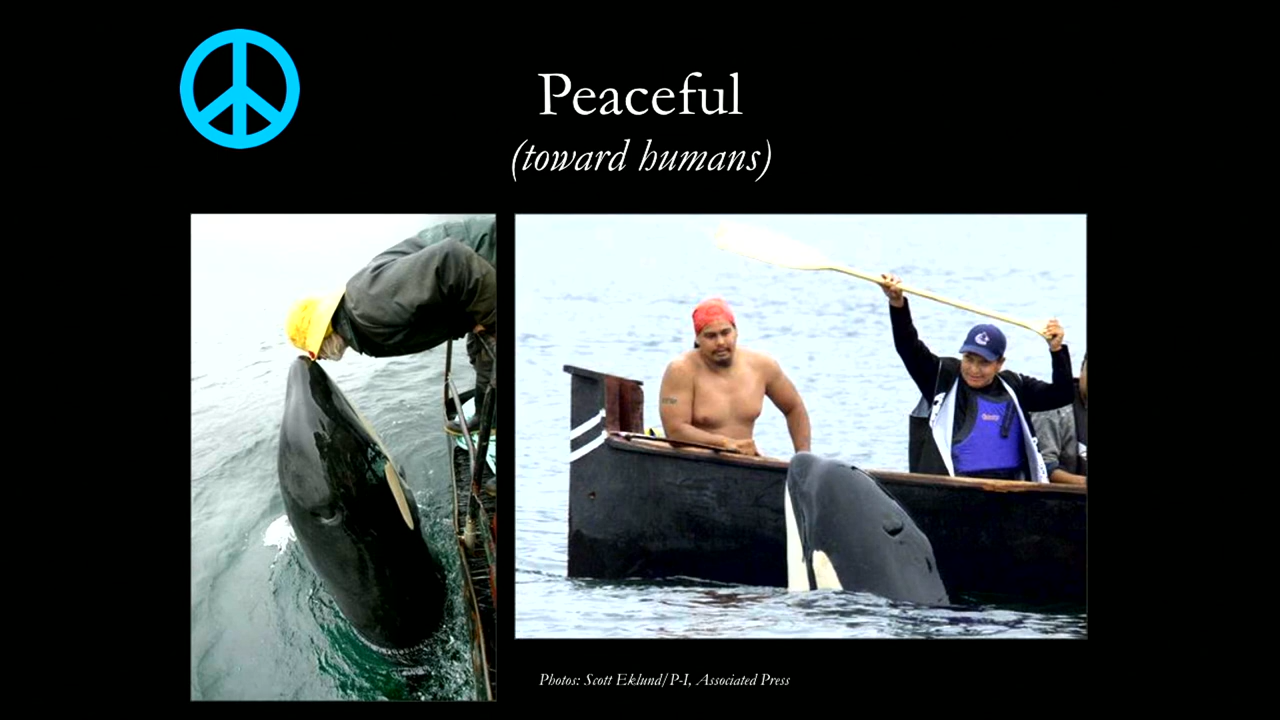 Peaceful
(toward humans)
Photos: Scott Eklund/P-I, Associated Press